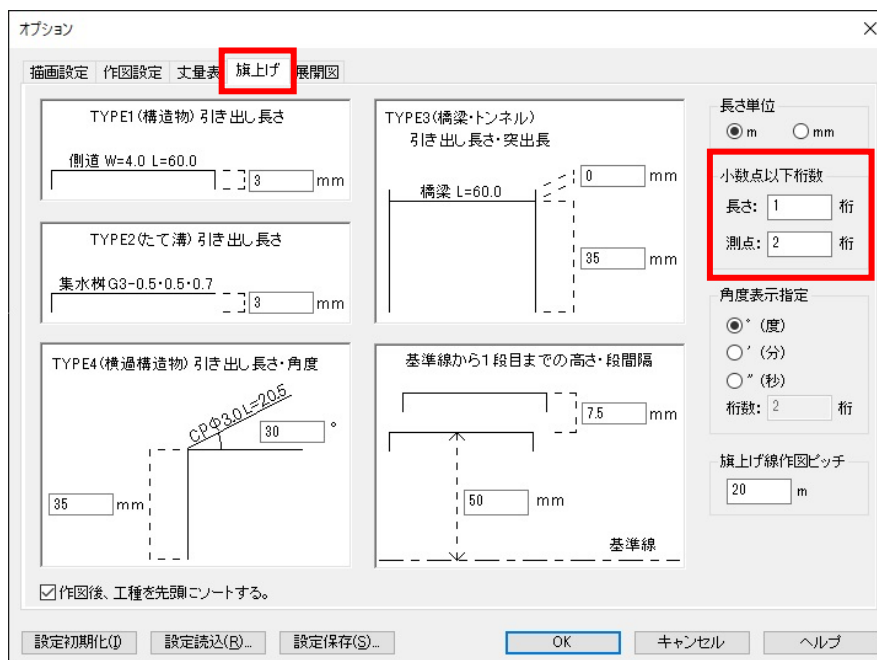 オプション
描画設定 作図設定 丈量表 旗上げ 展開図
TYPE1(構造物) 引き出し長さ
側道 W=4.0 L=60.0
3 mm
TYPE2(たて溝) 引き出し長さ
集水桝G3-0.5・0.5・0.7
3 mm
TYPE4(横過構造物) 引き出し長さ・角度
CPΦ3.0L=20.5
30 °
35 mm
TYPE3(橋梁・トンネル)
引き出し長さ・突出長
0 mm
橋梁 L=60.0
35 mm
基準線から1段目までの高さ・段間隔
7.5 mm
50 mm
基準線
長さ単位
m mm
小数点以下桁数
長さ: 1 桁
測点: 2 桁
角度表示指定
° (度)
′ (分)
″ (秒)
桁数: 2 桁
旗上げ線作図ピッチ
20 m
作図後、工種を先頭にソートする。
設定初期化(I) 設定読込(R)... 設定保存(S)... OK キャンセル ヘルプ